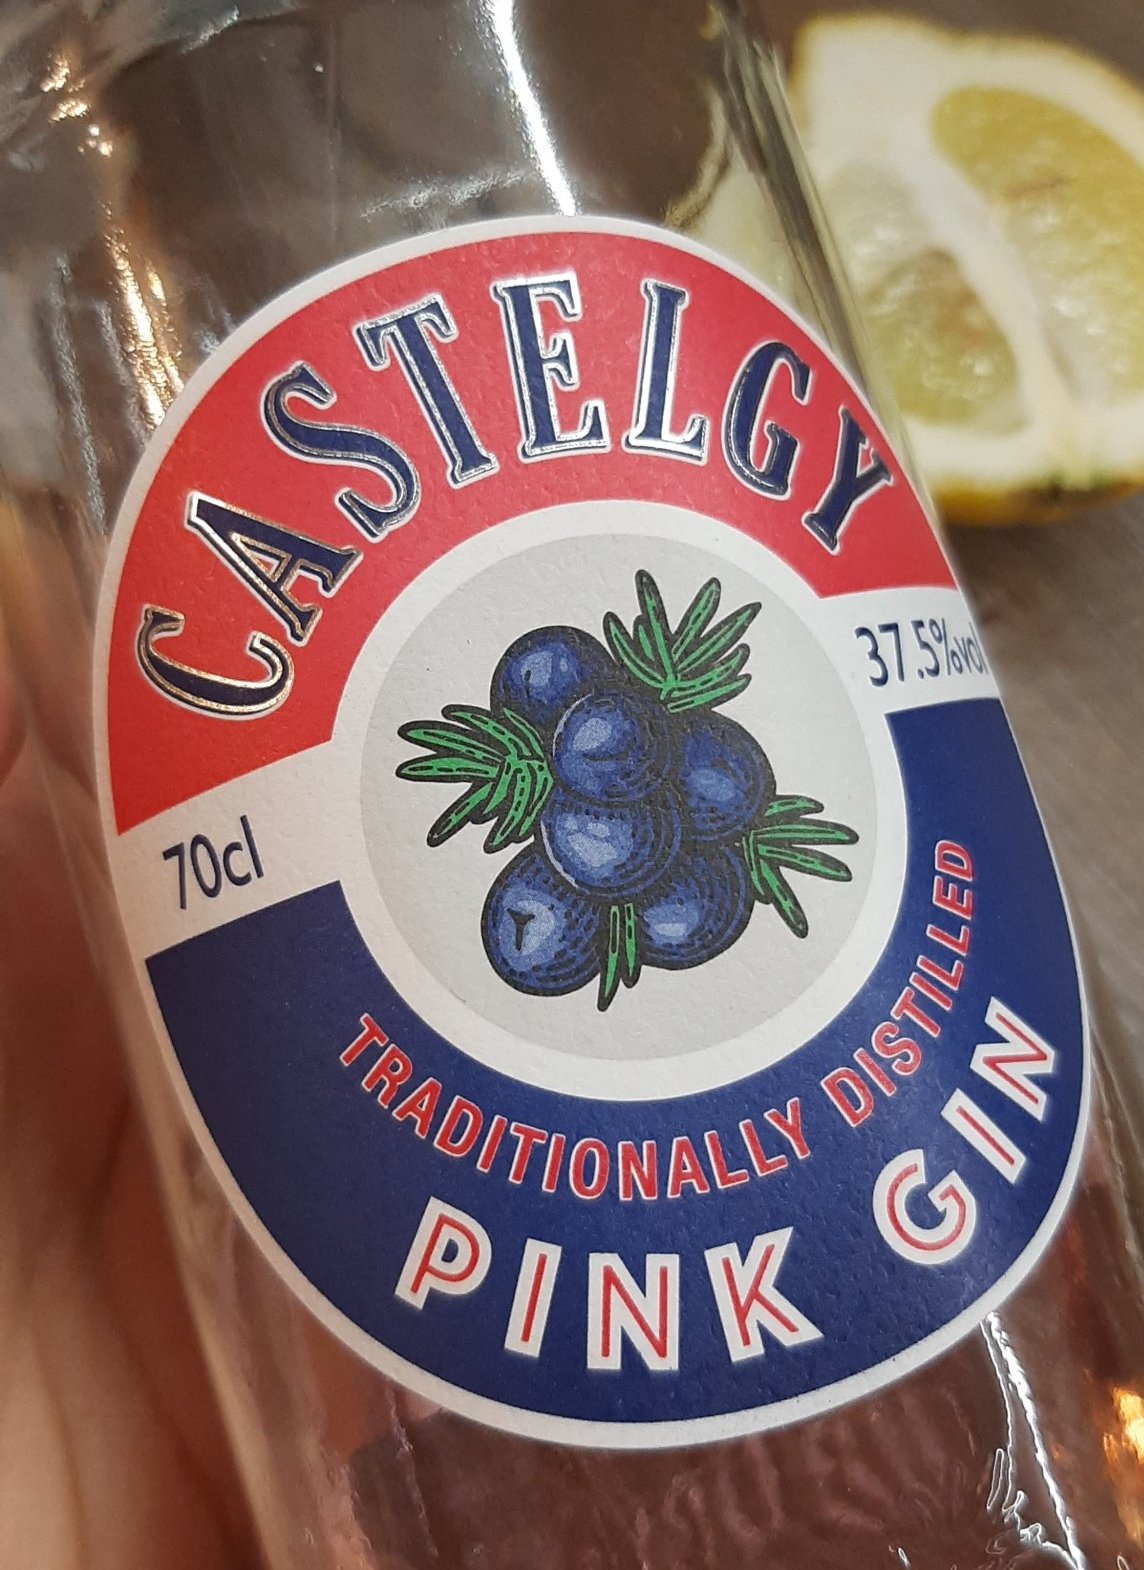 CASTELGY
37.5%vol
70cl
TRADITIONALLY DISTILLED
PINK GIN